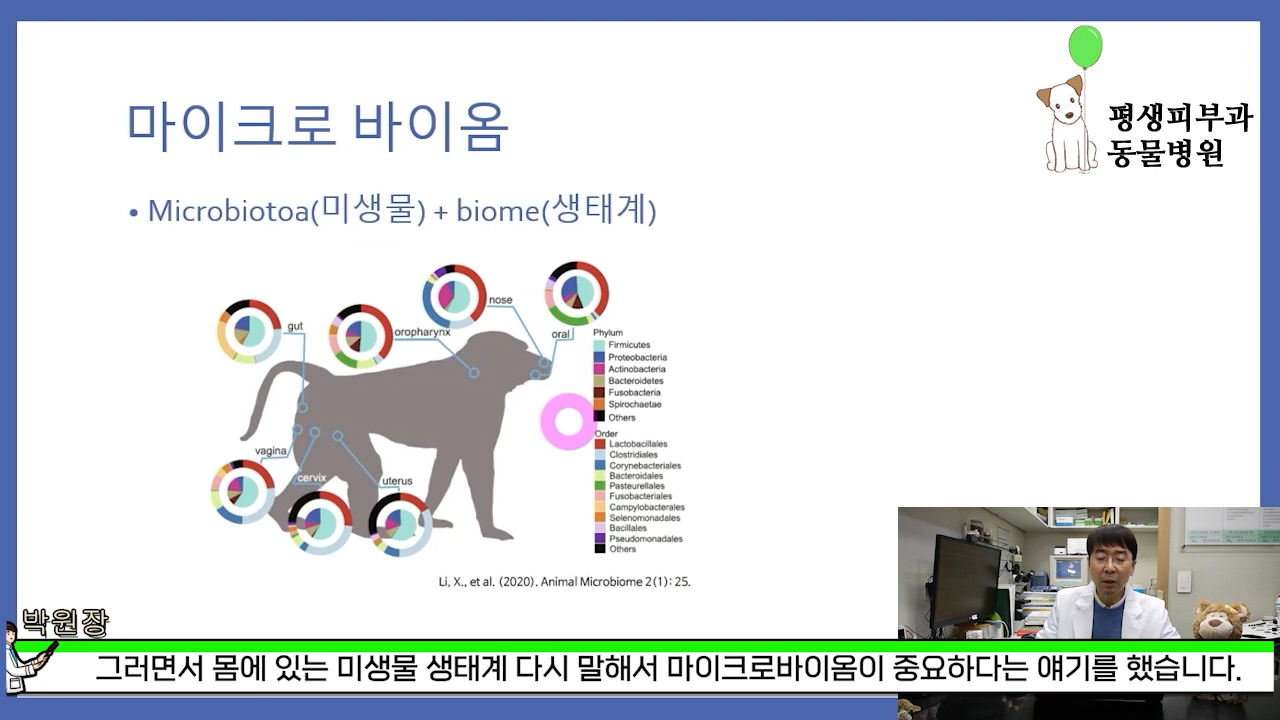 마이크로 바이옴
평생피부과
동물병원
• Microbiotoa(미생물) + biome(생태계)
gut
oropharynx
nose
oral
vagina
cervix
uterus
Phylum
Firmicutes
Proteobacteria
Actinobacteria
Bacteroidetes
Fusobacteria
Spirochaetae
Others
Order
Lactobacillales
Clostridiales
Corynebacteriales
Bacteroidales
Pasteurellales
Fusobacteriales
Campylobacterales
Selenomonadales
Bacillales
Pseudomonadales
Others
Li, X., et al. (2020). Animal Microbiome 2(1): 25.
박원장
그러면서 몸에 있는 미생물 생태계 다시 말해서 마이크로바이옴이 중요하다는 얘기를 했습니다.